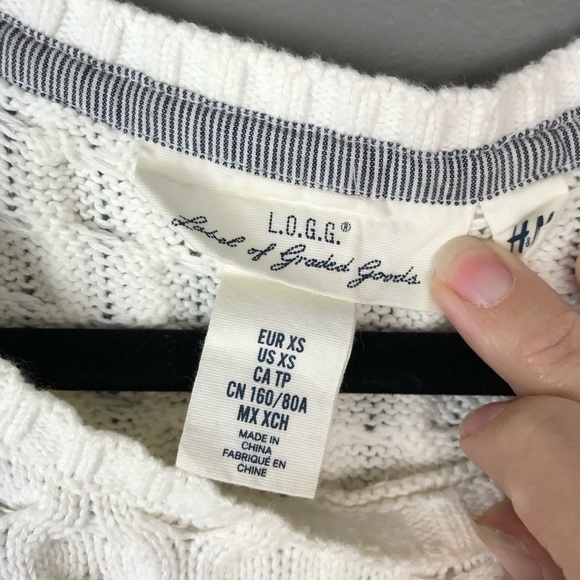 L.O.G.G.®
Label of Graded Goods
H&M
EUR XS
US XS
CA TP
CN 160/80A
MX XCH
MADE IN
CHINA
FABRIQUÉ EN
CHINE